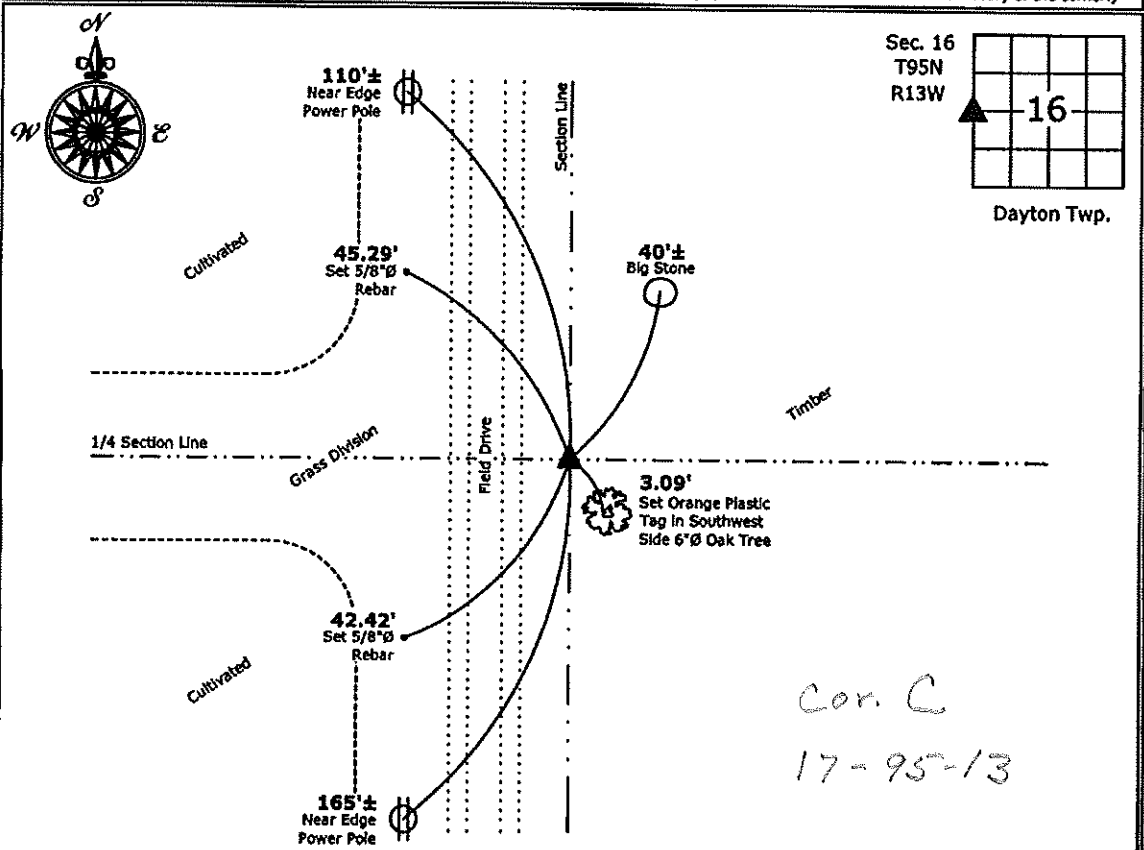 N
W
E
S
110'±
Near Edge
Power Pole
Section Line
Sec. 16
T95N
R13W
16
Dayton Twp.
Cultivated
45.29'
Set 5/8"Ø
Rebar
40'±
Big Stone
Timber
1/4 Section Line
Grass Division
Field Drive
3.09'
Set Orange Plastic
Tag in Southwest
Side 6"Ø Oak Tree
42.42'
Set 5/8"Ø
Rebar
Cultivated
Cor. C
17-95-13
165'±
Near Edge
Power Pole